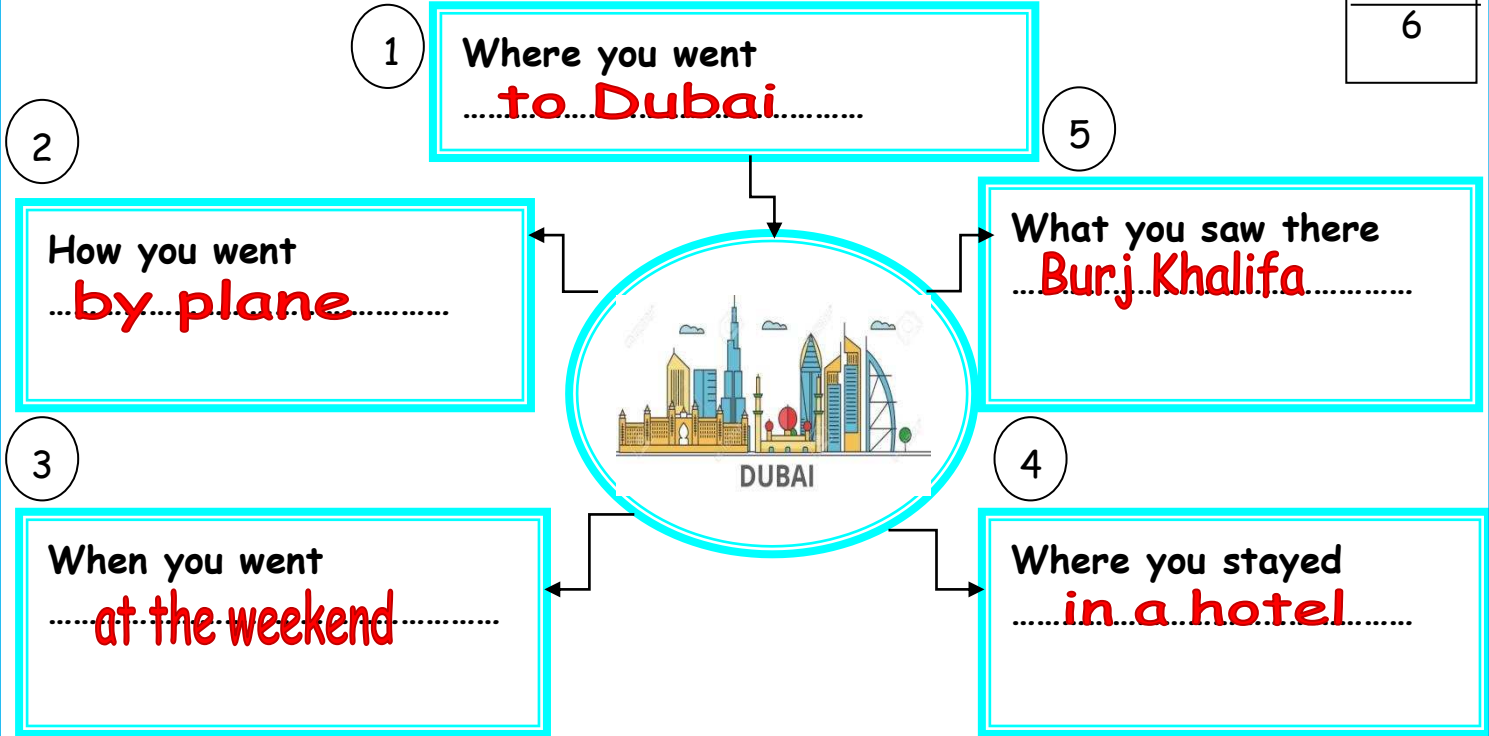 1
Where you went
to Dubai
6
2
How you went
by plane
5
What you saw there
Burj Khalifa
DUBAI
3
When you went
at the weekend
4
Where you stayed
in a hotel